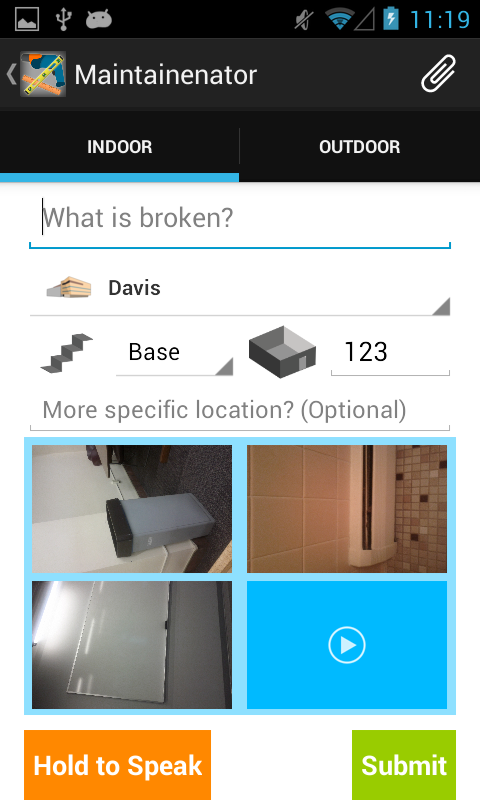 11:19
Maintainenator
INDOOR OUTDOOR
What is broken?
Davis
Base 123
More specific location? (Optional)
Hold to Speak Submit